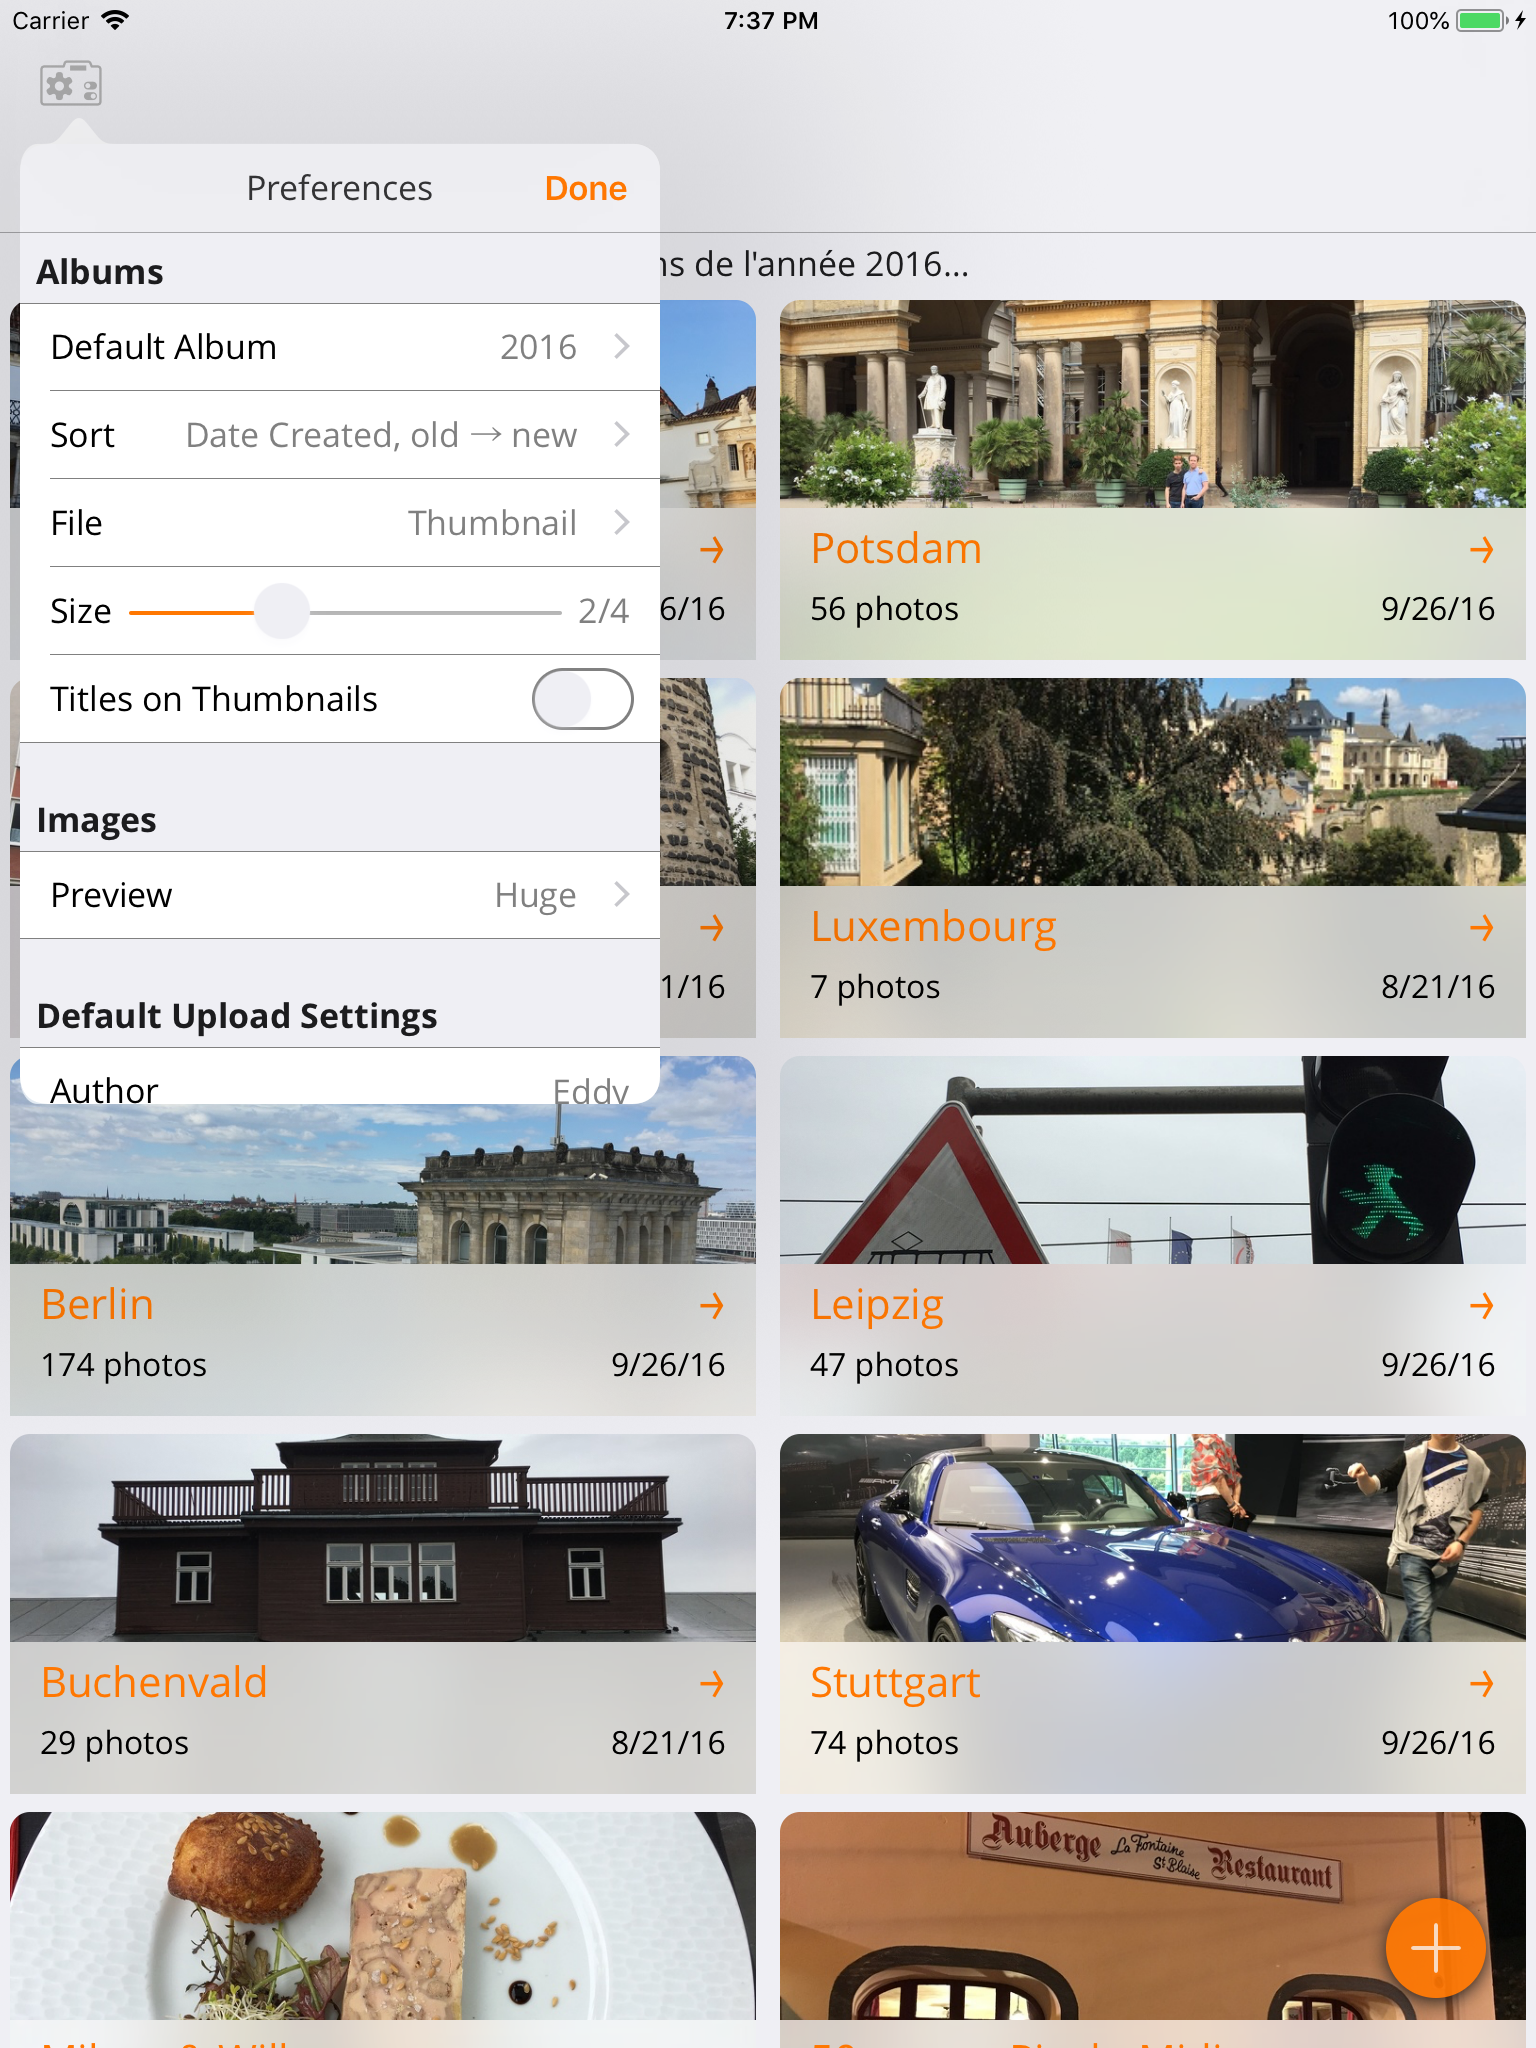 Carrier
7:37 PM
100%
Preferences
Done
Albums
de l'année 2016...
Default Album 2016
Sort Date Created, old → new
File Thumbnail
Size 2/4
Titles on Thumbnails
Images
Preview Huge
Default Upload Settings
Author Eddy
6/16
Potsdam
56 photos 9/26/16
1/16
Luxembourg
7 photos 8/21/16
Berlin
174 photos 9/26/16
Leipzig
47 photos 9/26/16
Buchenvald
29 photos 8/21/16
AMG
Stuttgart
74 photos 9/26/16
Auberge La Fontaine St Blaise Restaurant